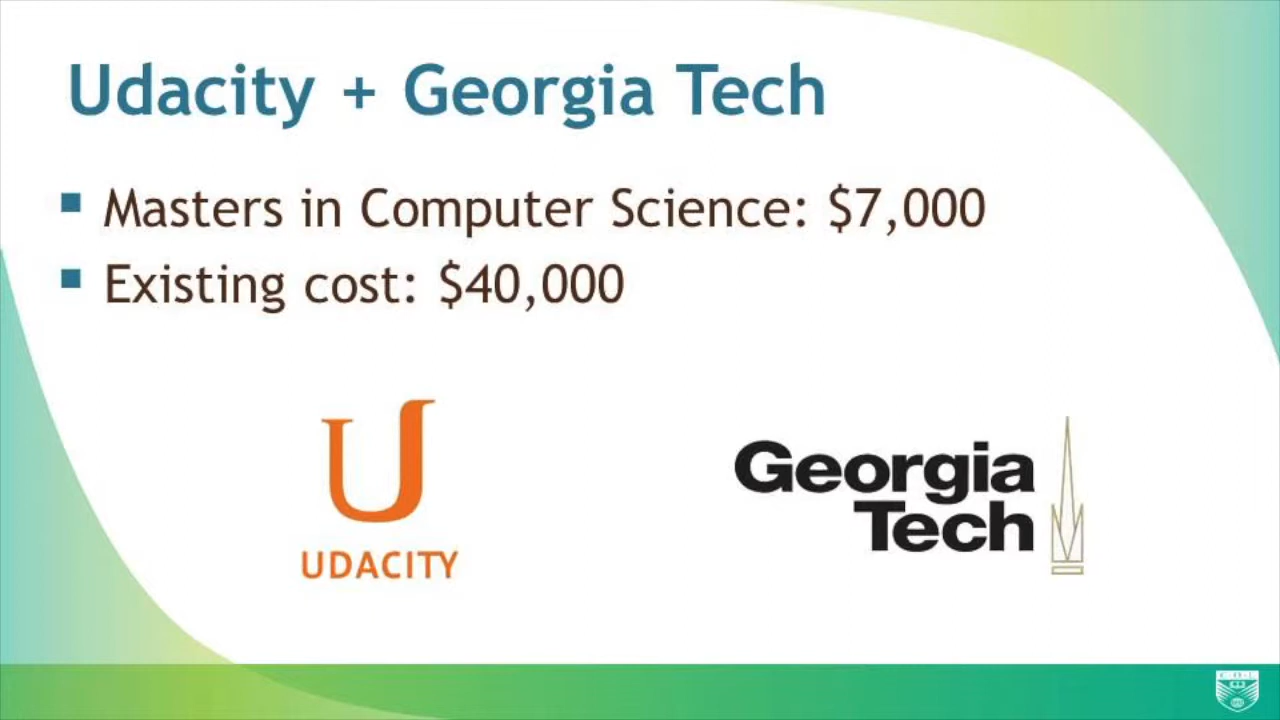 Udacity + Georgia Tech
Masters in Computer Science: $7,000
Existing cost: $40,000
UDACITY
Georgia
Tech